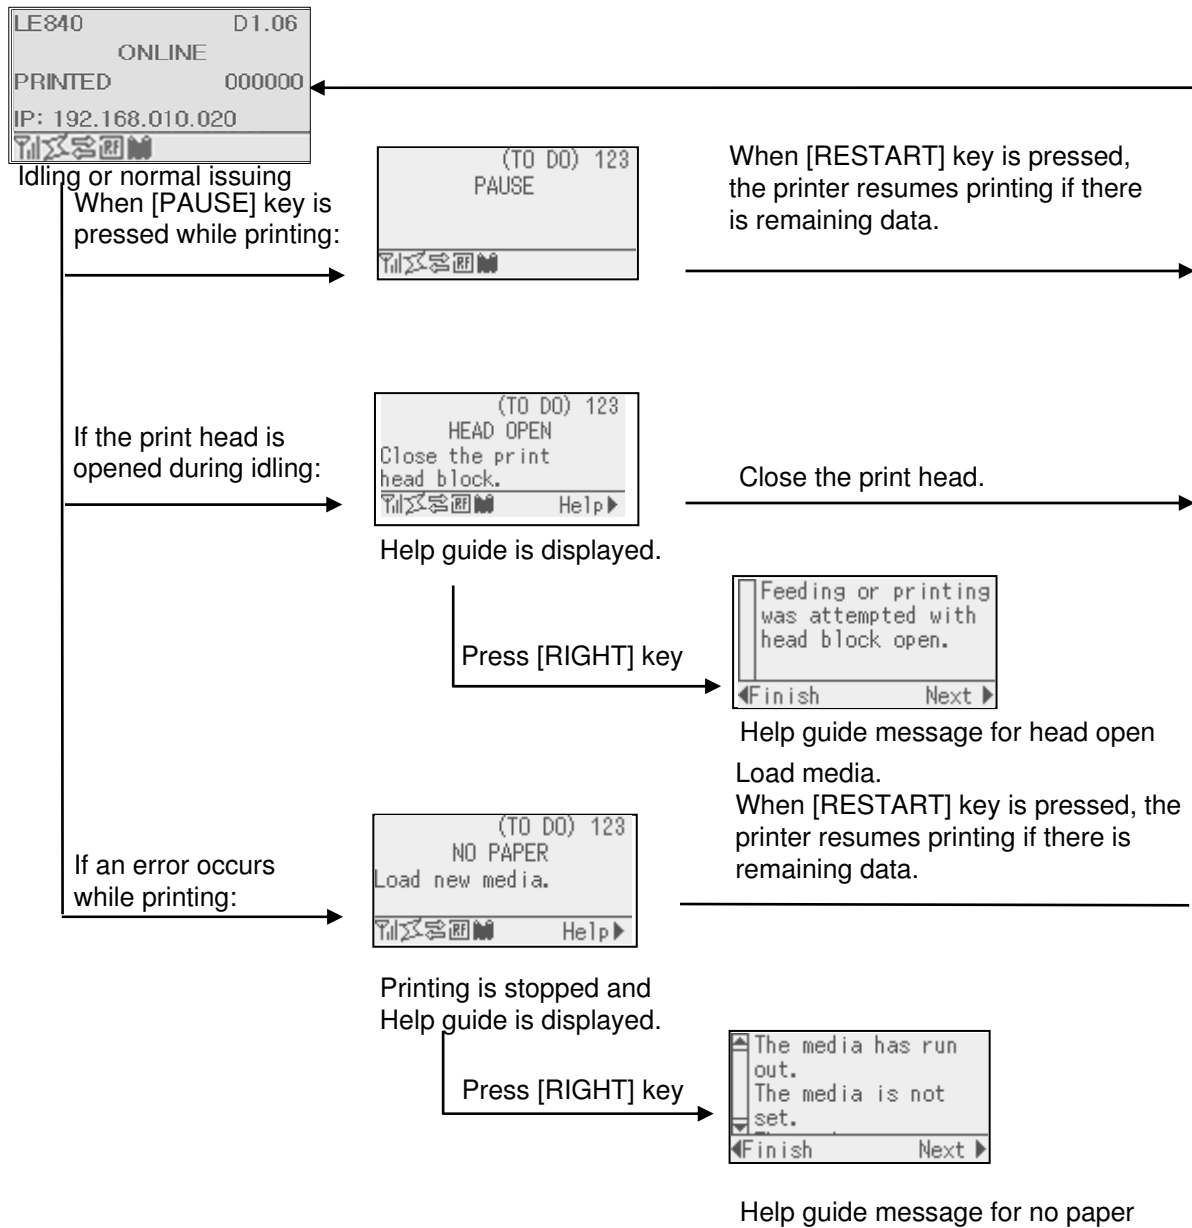 LE840 D1.06
ONLINE
PRINTED 000000
IP: 192.168.010.020
RF
Idling or normal issuing
When [PAUSE] key is
pressed while printing:
(TO DO) 123
PAUSE
RF
When [RESTART] key is pressed,
the printer resumes printing if there
is remaining data.
If the print head is
opened during idling:
(TO DO) 123
HEAD OPEN
Close the print
head block.
RF Help
Help guide is displayed.
Close the print head.
Press [RIGHT] key
Feeding or printing
was attempted with
head block open.
Finish Next
Help guide message for head open
Load media.
When [RESTART] key is pressed, the
printer resumes printing if there is
remaining data.
If an error occurs
while printing:
(TO DO) 123
NO PAPER
Load new media.
RF Help
Printing is stopped and
Help guide is displayed.
Press [RIGHT] key
The media has run
out.
The media is not
set.
Finish Next
Help guide message for no paper